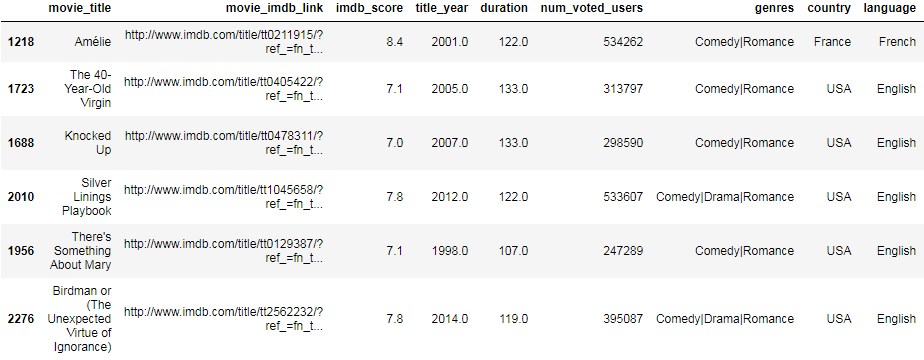 movie_title movie_imdb_link imdb_score title_year duration num_voted_users genres country language
1218 Amélie http://www.imdb.com/title/tt0211915/? 8.4 2001.0 122.0 534262 Comedy|Romance France French
ref_=fn_t...
The 40-
1723 Year-Old http://www.imdb.com/title/tt0405422/? 7.1 2005.0 133.0 313797 Comedy|Romance USA English
Virgin ref_=fn_t...
1688 Knocked http://www.imdb.com/title/tt0478311/? 7.0 2007.0 133.0 298590 Comedy|Romance USA English
Up ref_=fn_t...
Silver
2010 Linings http://www.imdb.com/title/tt1045658/? 7.8 2012.0 122.0 533607 Comedy|Drama|Romance USA English
Playbook ref_=fn_t...
There's
1956 Something http://www.imdb.com/title/tt0129387/? 7.1 1998.0 107.0 247289 Comedy|Romance USA English
About Mary ref_=fn_t...
Birdman or
(The
2276 Unexpected http://www.imdb.com/title/tt2562232/? 7.8 2014.0 119.0 395087 Comedy|Drama|Romance USA English
Virtue of ref_=fn_t...
Ignorance)